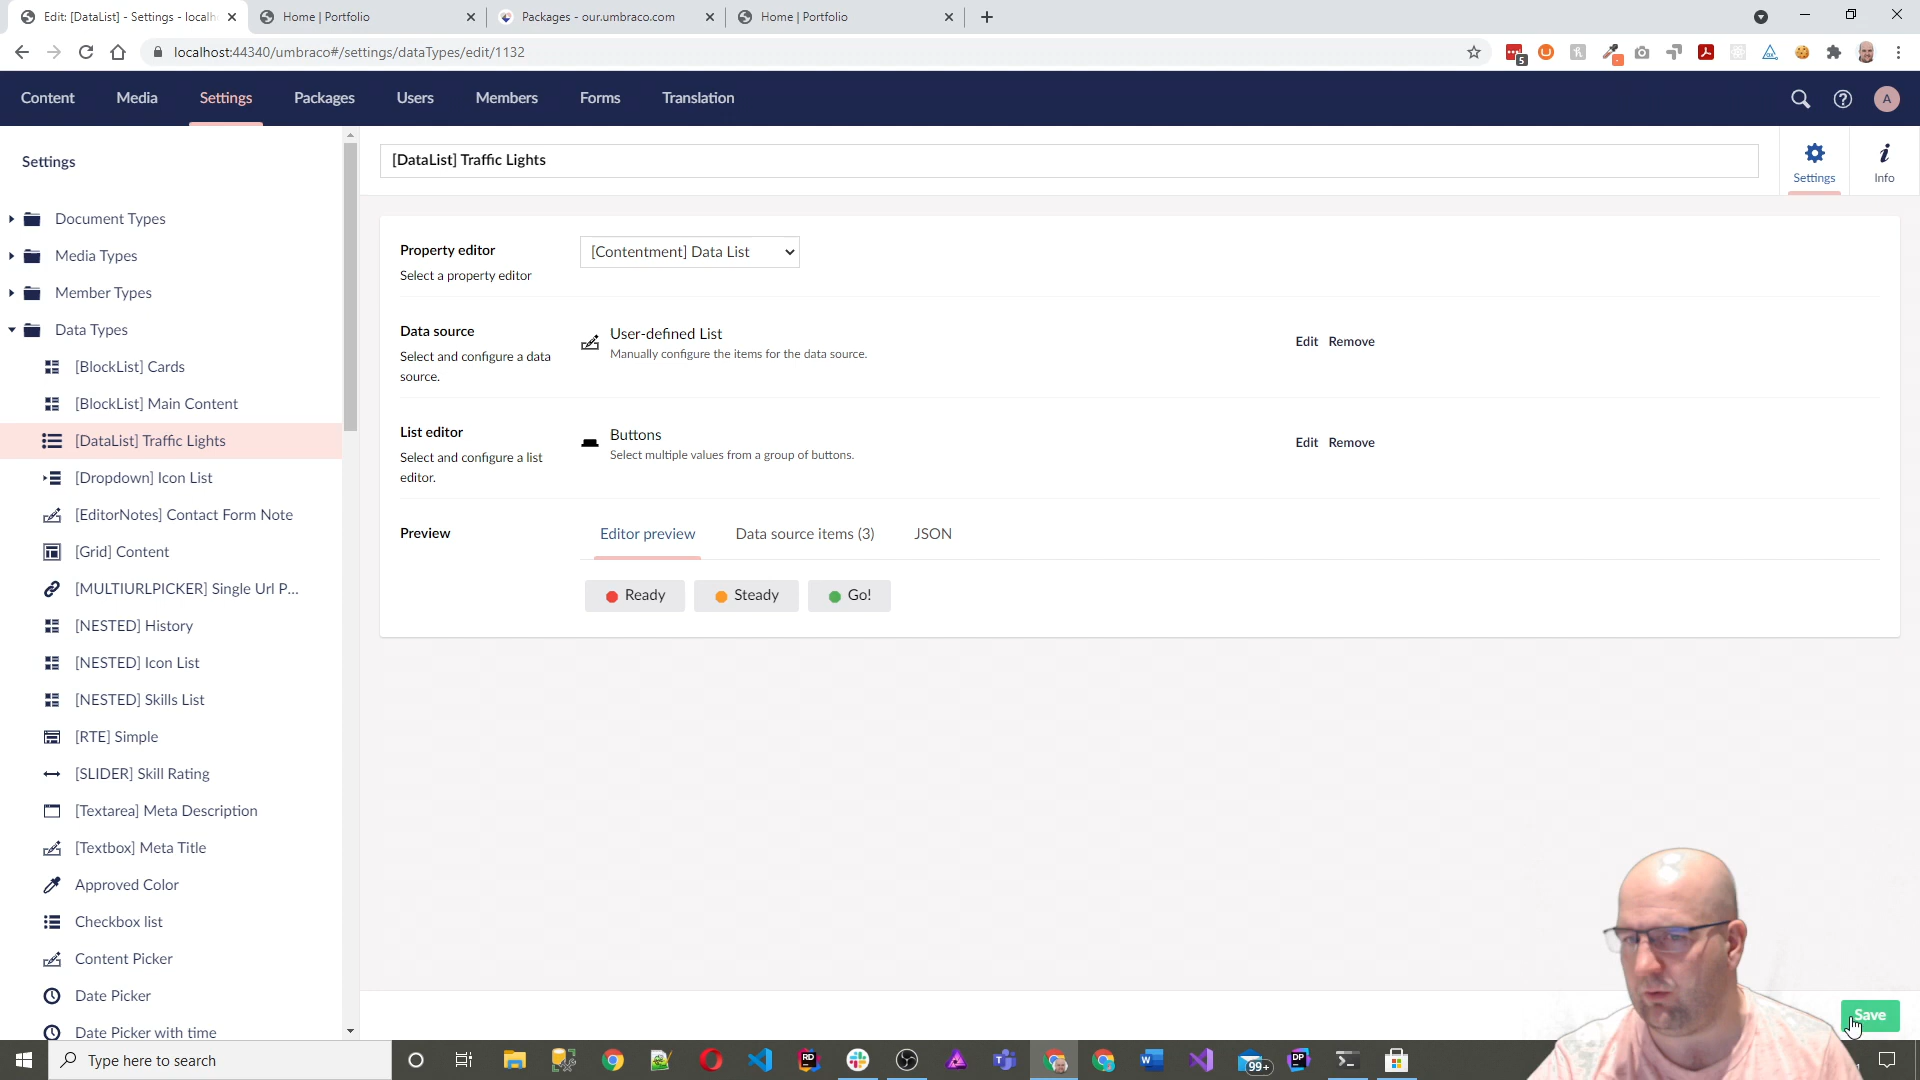 Edit: [DataList] - Settings - localh
Home | Portfolio
Packages - our.umbraco.com
Home | Portfolio
localhost:44340/umbraco#/settings/dataTypes/edit/1132
5
Content
Media
Settings
Packages
Users
Members
Forms
Translation
A
Settings
Document Types
Media Types
Member Types
Data Types
[BlockList] Cards
[BlockList] Main Content
[DataList] Traffic Lights
[Dropdown] Icon List
[EditorNotes] Contact Form Note
[Grid] Content
[MULTIURLPICKER] Single Url P...
[NESTED] History
[NESTED] Icon List
[NESTED] Skills List
[RTE] Simple
[SLIDER] Skill Rating
[Textarea] Meta Description
[Textbox] Meta Title
Approved Color
Checkbox list
Content Picker
Date Picker
Date Picker with time
[DataList] Traffic Lights
Settings
Info
Property editor
Select a property editor
[Contentment] Data List
Data source
Select and configure a data
source.
User-defined List
Manually configure the items for the data source.
Edit Remove
List editor
Select and configure a list
editor.
Buttons
Select multiple values from a group of buttons.
Edit Remove
Preview
Editor preview
Data source items (3)
JSON
Ready
Steady
Go!
Save
Type here to search
RD
99+
DP